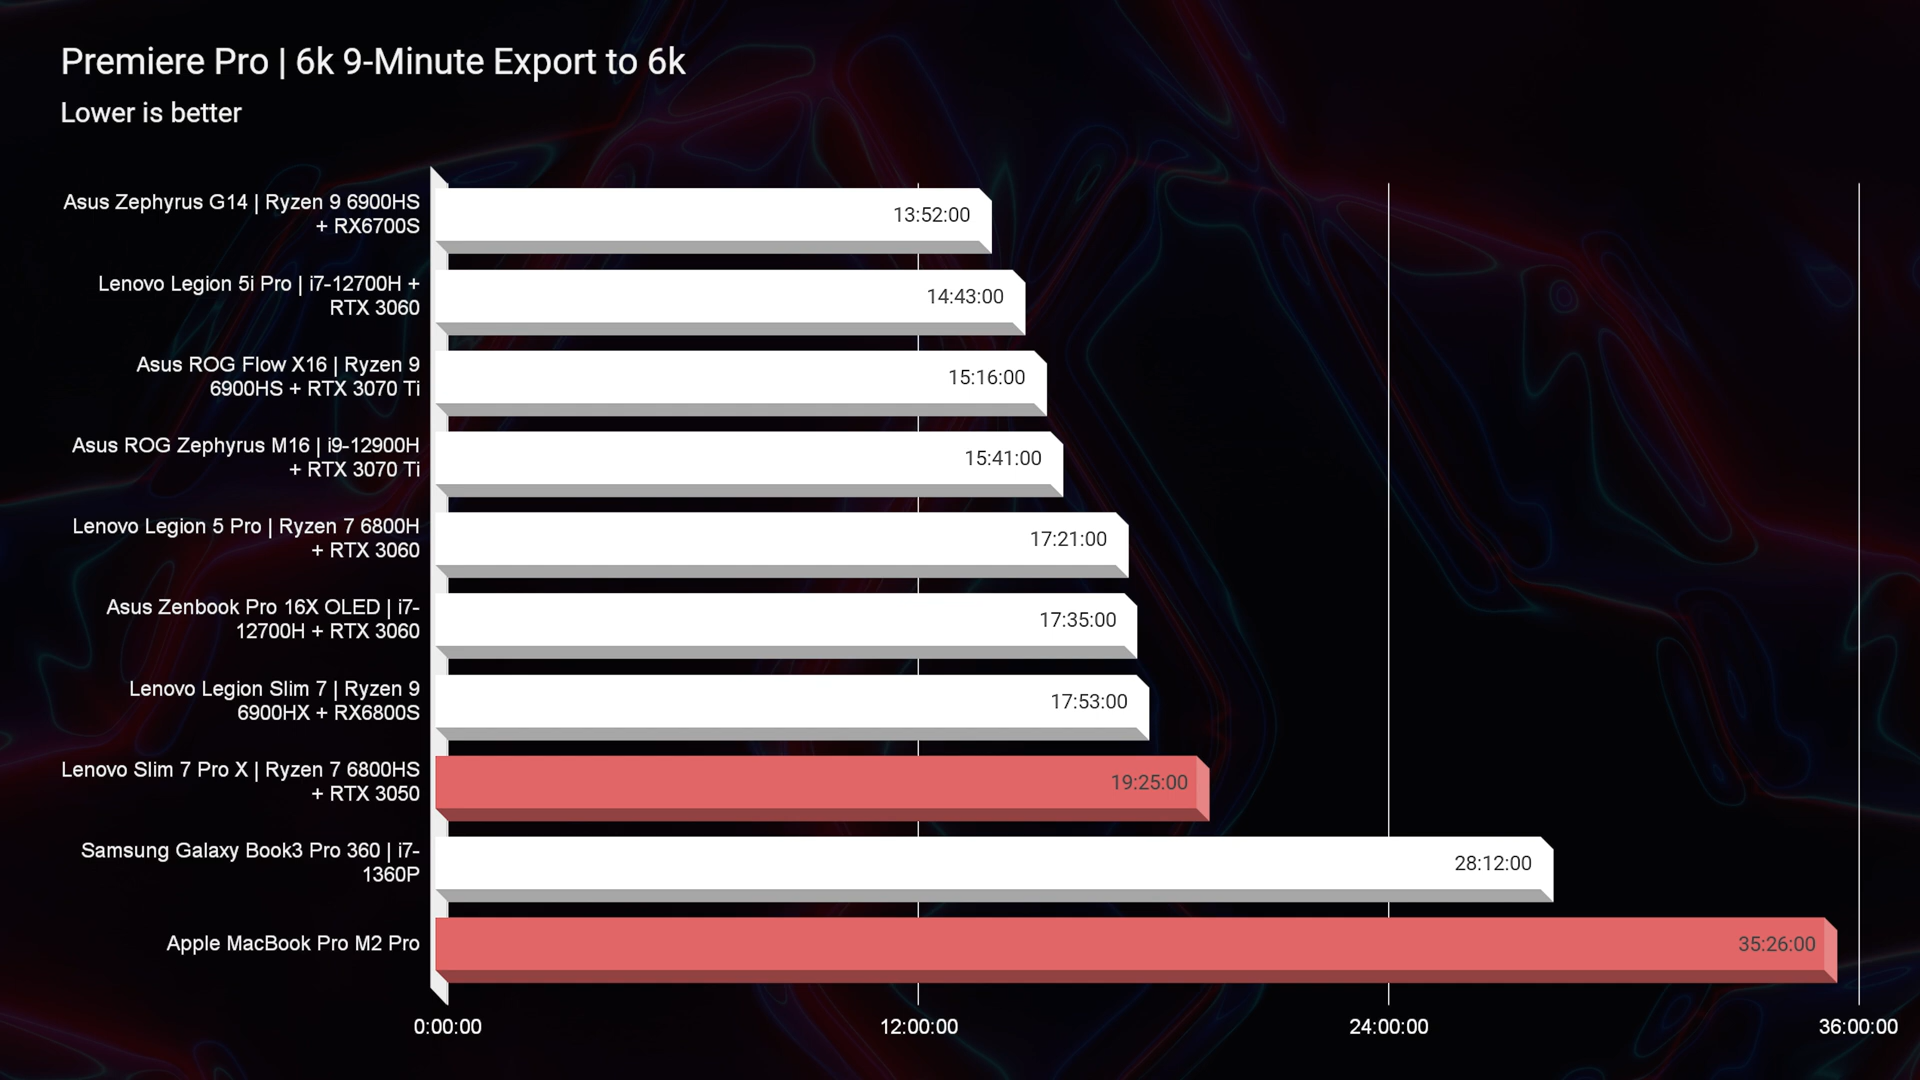 Premiere Pro | 6k 9-Minute Export to 6k
Lower is better
Asus Zephyrus G14 | Ryzen 9 6900HS
+ RX6700S
13:52:00
Lenovo Legion 5i Pro | i7-12700H +
RTX 3060
14:43:00
Asus ROG Flow X16 | Ryzen 9
6900HS + RTX 3070 Ti
15:16:00
Asus ROG Zephyrus M16 | i9-12900H
+ RTX 3070 Ti
15:41:00
Lenovo Legion 5 Pro | Ryzen 7 6800H
+ RTX 3060
17:21:00
Asus Zenbook Pro 16X OLED | i7-
12700H + RTX 3060
17:35:00
Lenovo Legion Slim 7 | Ryzen 9
6900HX + RX6800S
17:53:00
Lenovo Slim 7 Pro X | Ryzen 7 6800HS
+ RTX 3050
19:25:00
Samsung Galaxy Book3 Pro 360 | i7-
1360P
28:12:00
Apple MacBook Pro M2 Pro
35:26:00
0:00:00
12:00:00
24:00:00
36:00:00